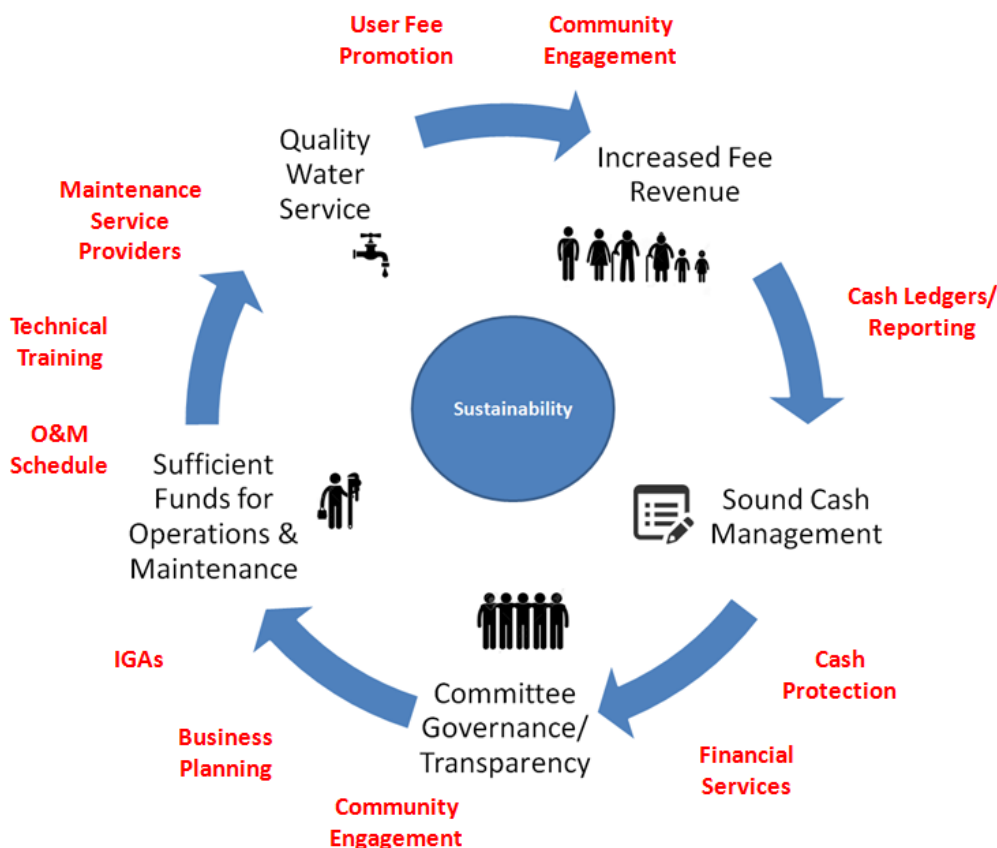 User Fee
Promotion
Community
Engagement
Quality
Water
Service
Increased Fee
Revenue
Maintenance
Service
Providers
Cash Ledgers/
Reporting
Technical
Training
Sustainability
O&M
Schedule
Sufficient
Funds for
Operations &
Maintenance
Sound Cash
Management
IGAs
Cash
Protection
Committee
Governance/
Transparency
Business
Planning
Financial
Services
Community
Engagement